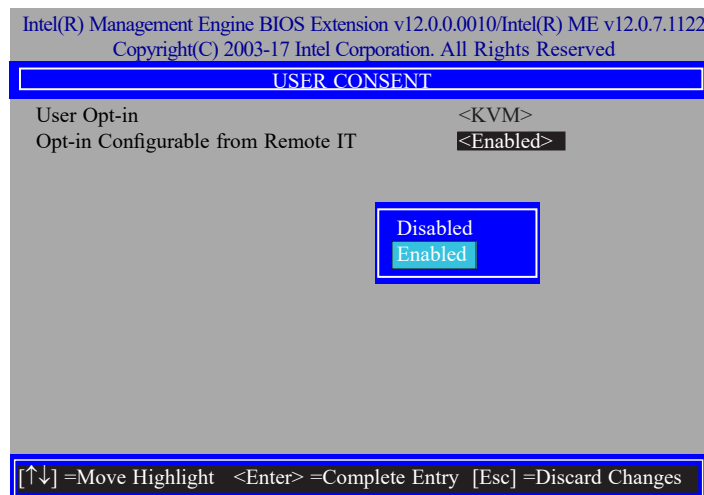 Intel(R) Management Engine BIOS Extension v12.0.0.0010/Intel(R) ME v12.0.7.1122
Copyright(C) 2003-17 Intel Corporation. All Rights Reserved
USER CONSENT
User Opt-in <KVM>
Opt-in Configurable from Remote IT <Enabled>
Disabled
Enabled
[↑↓] =Move Highlight <Enter> =Complete Entry [Esc] =Discard Changes